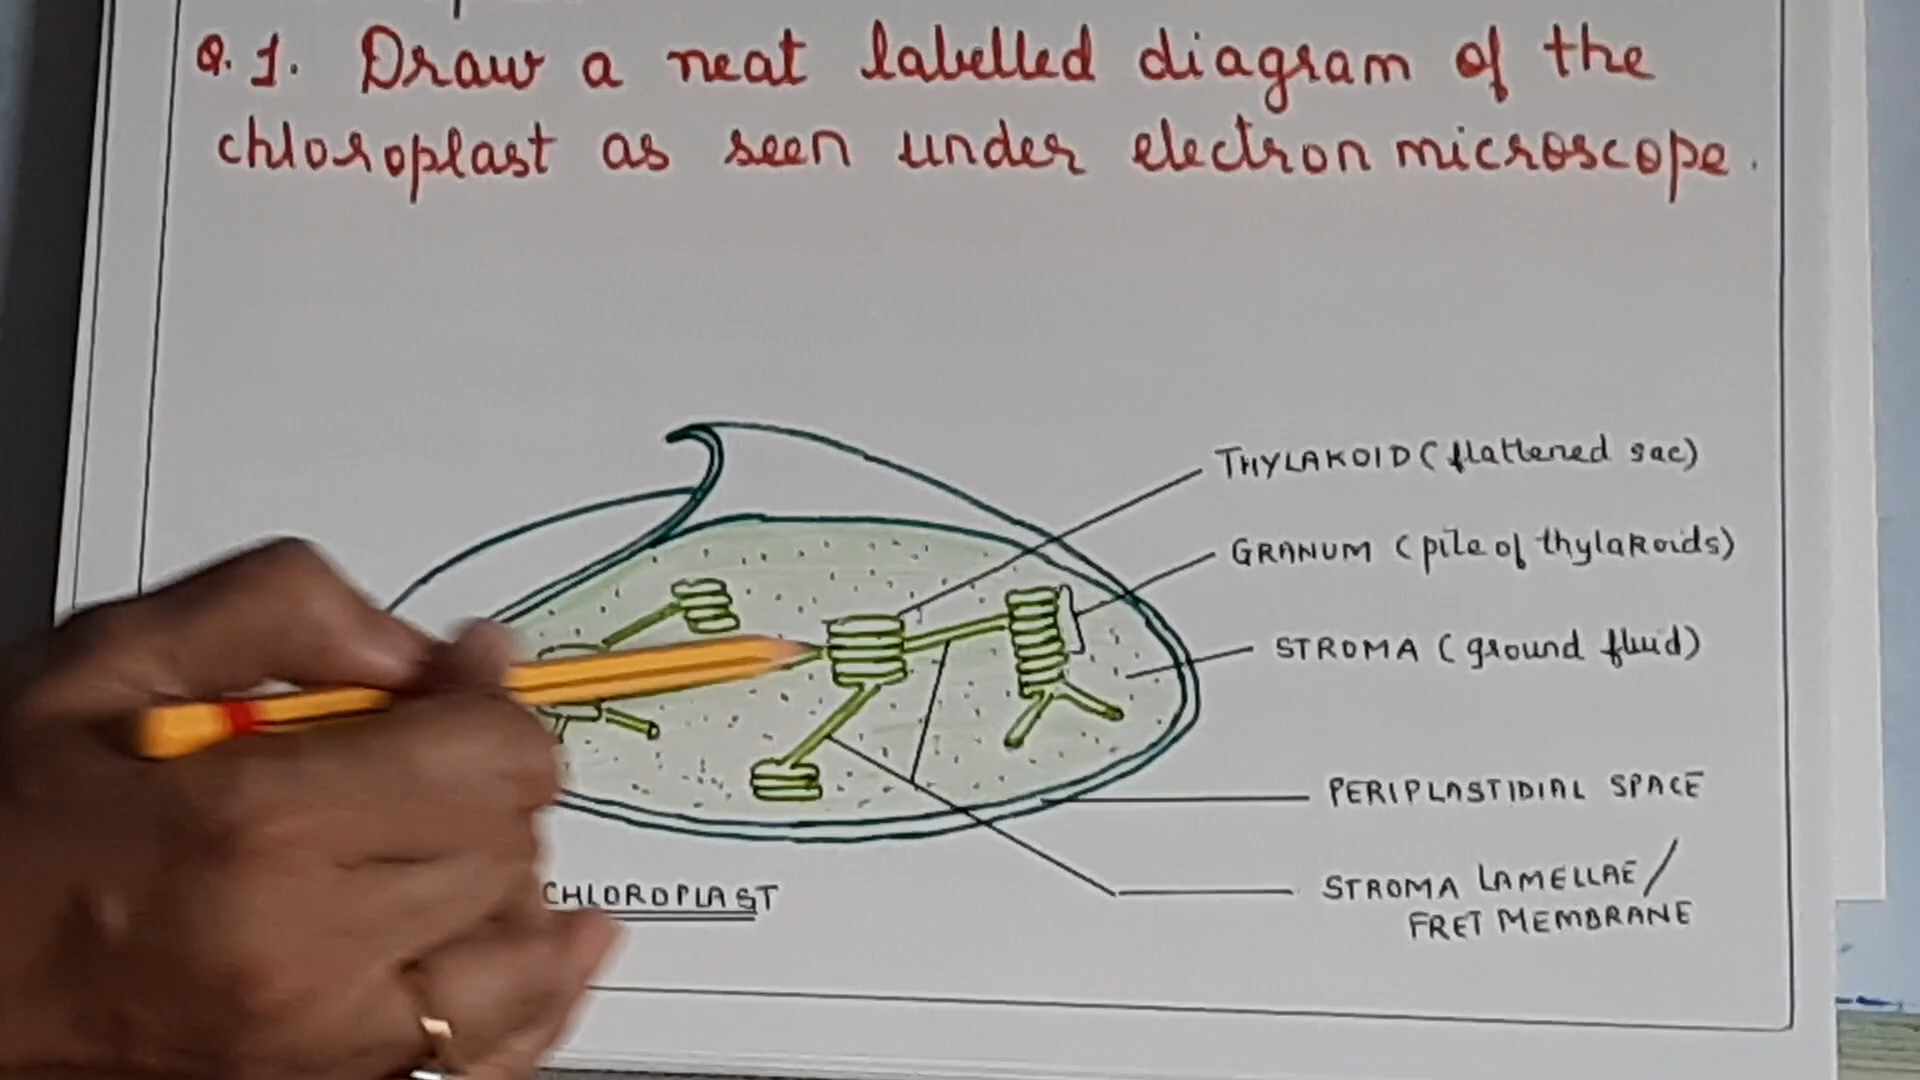 Q. 1. Draw a neat labelled diagram of the
chloroplast as seen under electron microscope.
THYLAKOID (flattened sac)
GRANUM (pile of thylakoids)
STROMA (ground fluid)
PERIPLASTIDIAL SPACE
STROMA LAMELLAE /
FRET MEMBRANE
CHLOROPLAST